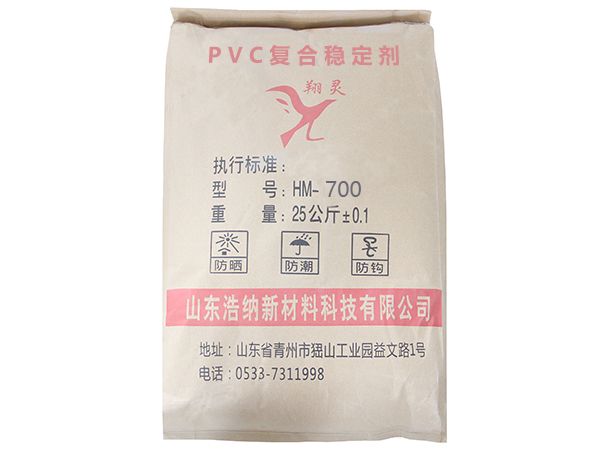 PVC复合稳定剂
翔灵
执行标准:
型 号: HM-700
重 量: 25公斤±0.1
防晒 防潮 防钩
山东浩纳新材料科技有限公司
地址: 山东省青州市猫山工业园益文路1号
电话: 0533-7311998